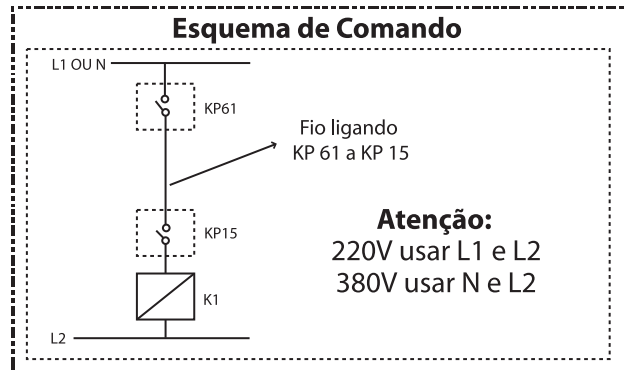 Esquema de Comando
L1 OU N
KP61
Fio ligando
KP 61 a KP 15
KP15
Atenção:
220V usar L1 e L2
380V usar N e L2
K1
L2